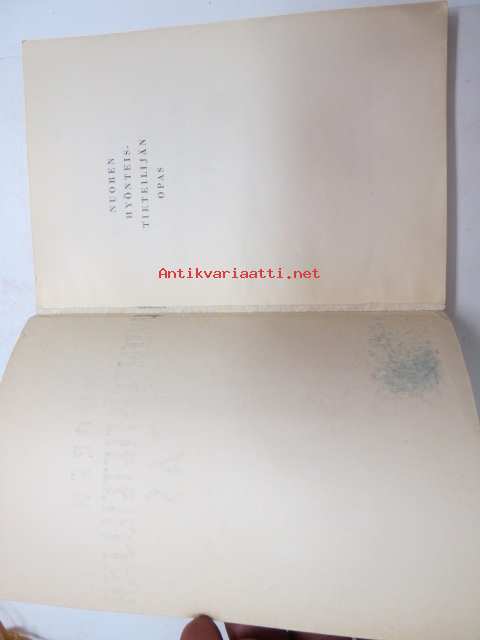 NUOREN
HYÖNTEIS-
TIETEILIJÄN
OPAS
Antikvariaatti.net